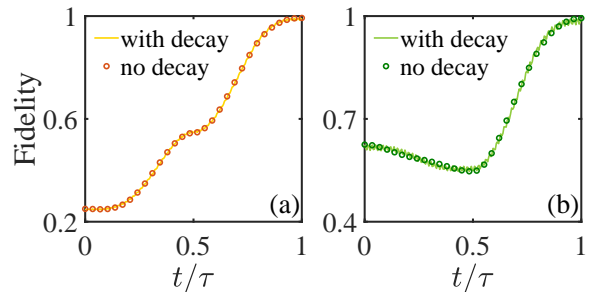 Fidelity
1
0.6
0.2
with decay
no decay
(a)
0
0.5
1
t/τ
1
0.7
0.4
with decay
no decay
(b)
0
0.5
1
t/τ